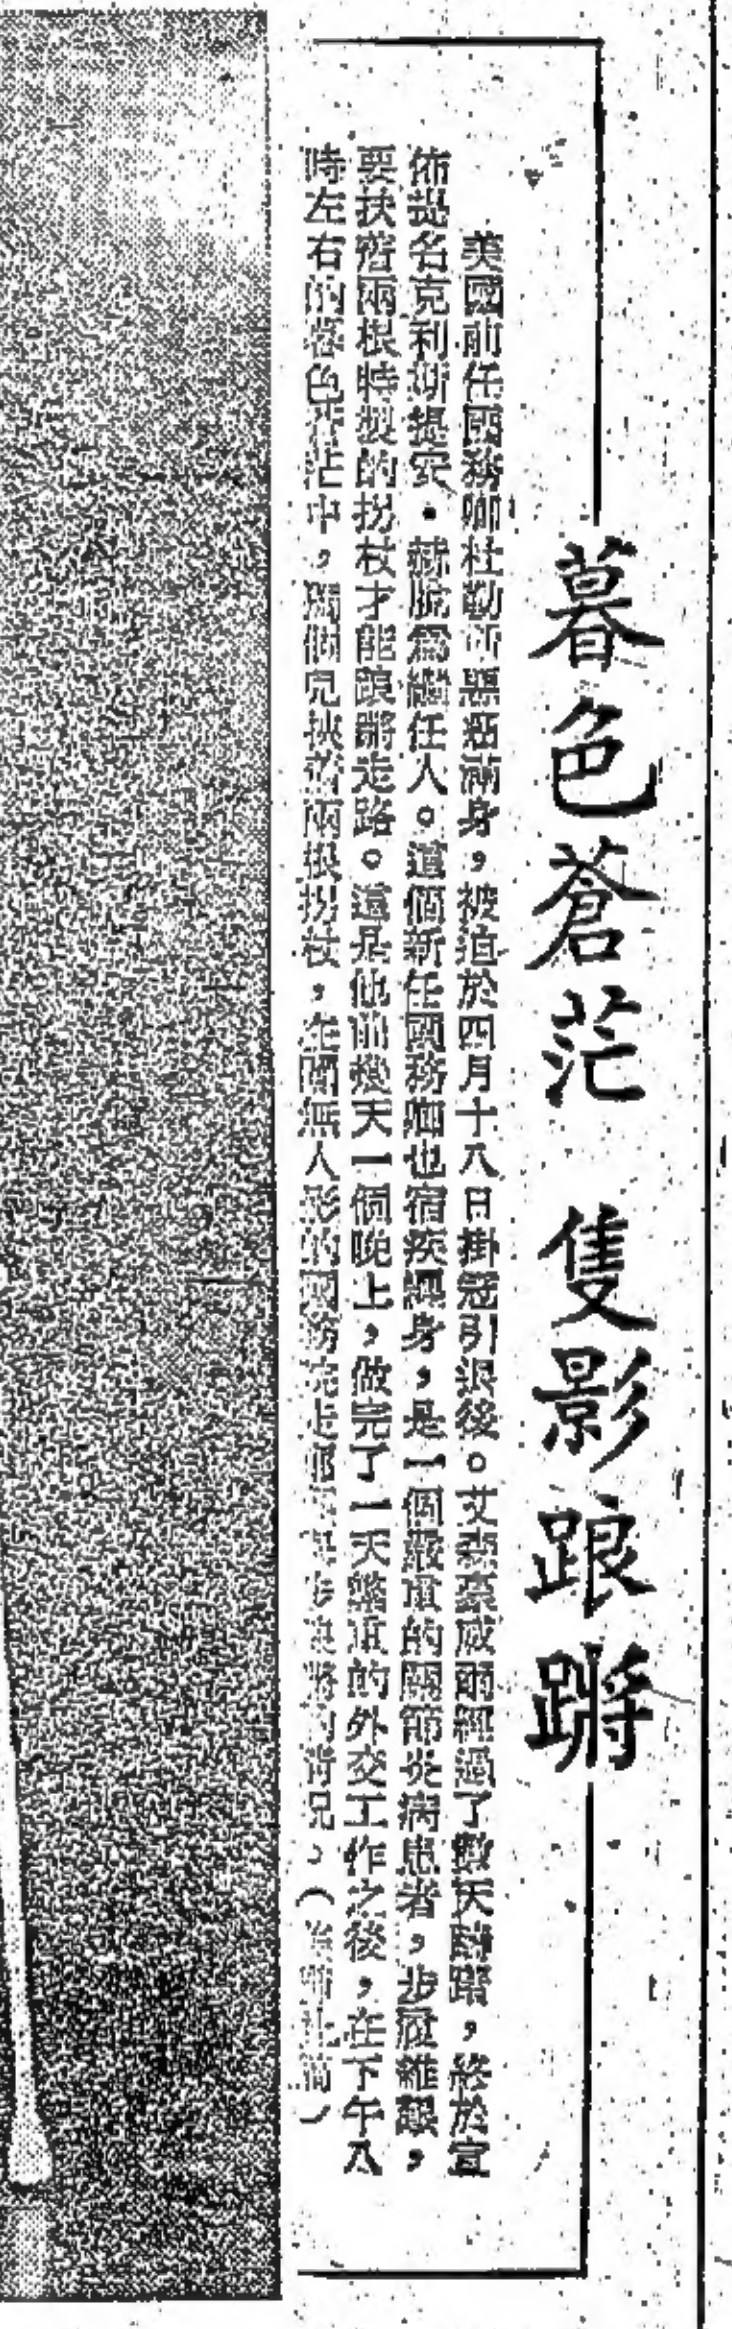 暮色蒼茫 隻影踉蹡
美國前任國務卿杜勒斯患癌滿身，被迫於四月十八日掛冠引退後。艾森豪威爾經過了數天躊躇，終於宣
佈提名克利斯提安・赫脫爲繼任人。這個新任國務卿也宿疾纏身，是一個嚴重的關節炎病患者，步履維艱，
要扶着兩根特製的拐杖才能踉蹡走路。這是他前幾天一個晚上，做完了一天繁重的外交工作之後，在下午八
時左右的暮色蒼茫中，獨個兒扶着兩根拐杖，在闃無人影的國務院走廊